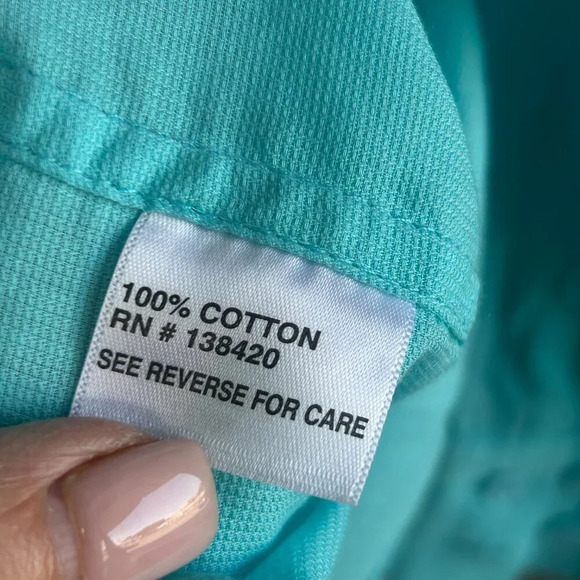 100% COTTON
RN # 138420
SEE REVERSE FOR CARE